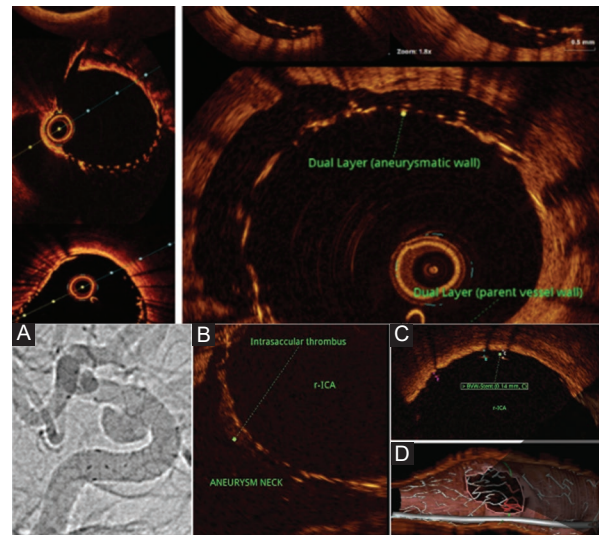 Zoom: 1.8x
0.5 mm
Dual Layer (aneurysmatic wall)
Dual Layer (parent vessel wall)
A
B
Intrasaccular thrombus
r-ICA
ANEURYSM NECK
C
r-ICA
D